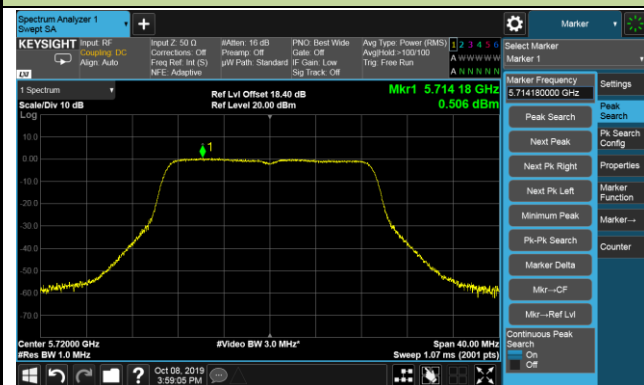 Spectrum Analyzer 1
Swept SA
+
Marker
KEYSIGHT
Input: RF
Coupling: DC
Align: Auto
Input Z: 50 Ω
Corrections: Off
Freq Ref: Int (S)
NFE: Adaptive
#Atten: 16 dB
Preamp: Off
µW Path: Standard
PNO: Best Wide
Gate: Off
IF Gain: Low
Sig Track: Off
Avg Type: Power (RMS)
Avg|Hold:>100/100
Trig: Free Run
1 2 3 4 5 6
A W W W W W
A N N N N N
LXI
Select Marker
Marker 1
1 Spectrum
Scale/Div 10 dB
Log
Ref Lvl Offset 18.40 dB
Ref Level 20.00 dBm
Mkr1 5.714 18 GHz
0.506 dBm
1
10.0
0.00
-10.0
-20.0
-30.0
-40.0
-50.0
-60.0
-70.0
Center 5.72000 GHz
#Res BW 1.0 MHz
#Video BW 3.0 MHz*
Span 40.00 MHz
Sweep 1.07 ms (2001 pts)
Marker Frequency
5.714180000 GHz
Peak Search
Next Peak
Next Pk Right
Next Pk Left
Minimum Peak
Pk-Pk Search
Marker Delta
Mkr→CF
Mkr→Ref Lvl
Continuous Peak
Search
On
Off
Settings
Peak
Search
Pk Search
Config
Properties
Marker
Function
Marker→
Counter
?
Oct 08, 2019
3:59:05 PM